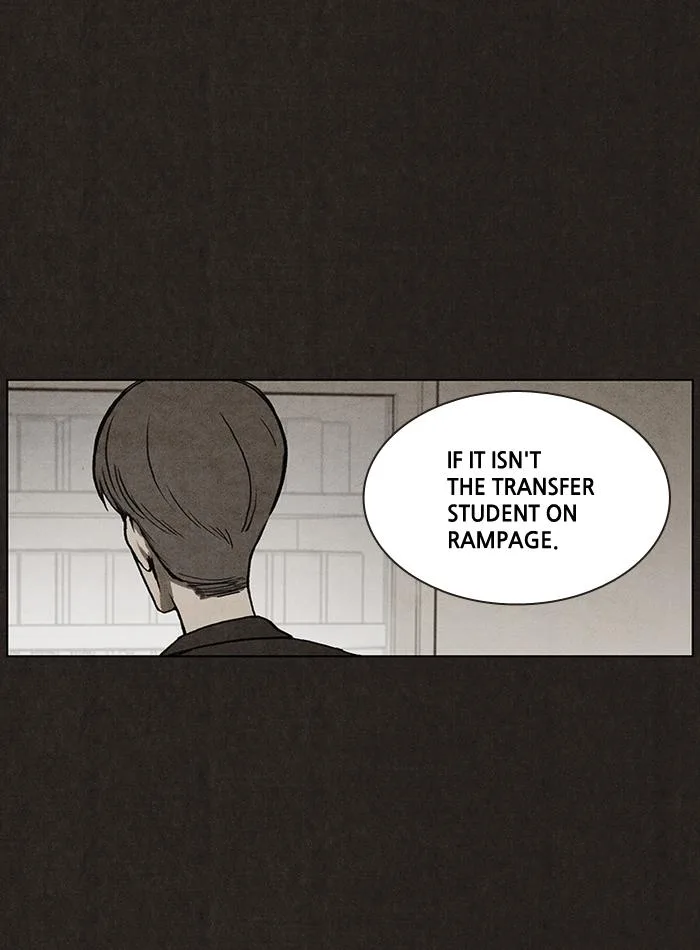 IF IT ISN'T
THE TRANSFER
STUDENT ON
RAMPAGE.